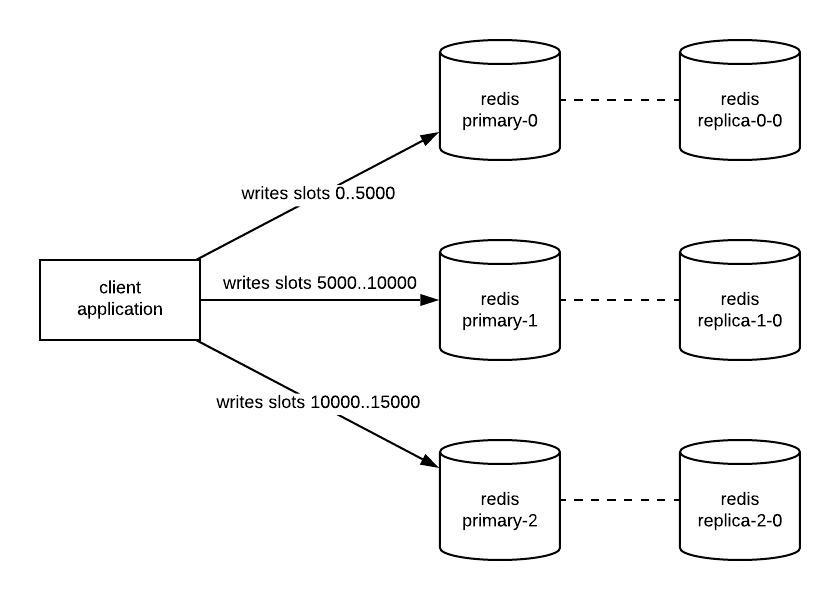 redis
primary-0
redis
replica-0-0
writes slots 0..5000
client
application
writes slots 5000..10000
redis
primary-1
redis
replica-1-0
writes slots 10000..15000
redis
primary-2
redis
replica-2-0